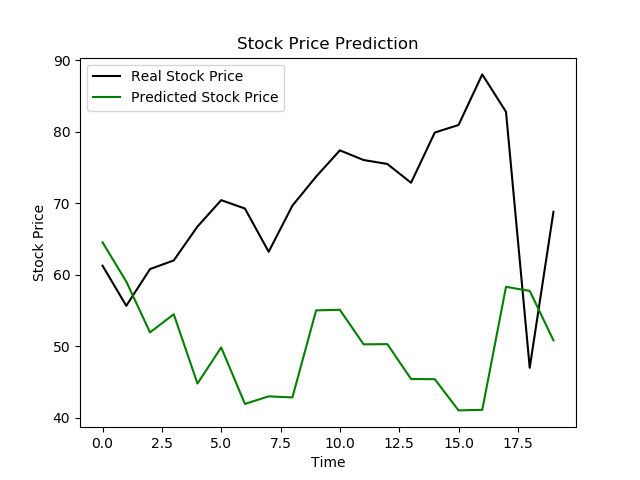 Stock Price Prediction
Real Stock Price
Predicted Stock Price
Stock Price
90
80
70
60
50
40
0.0 2.5 5.0 7.5 10.0 12.5 15.0 17.5
Time